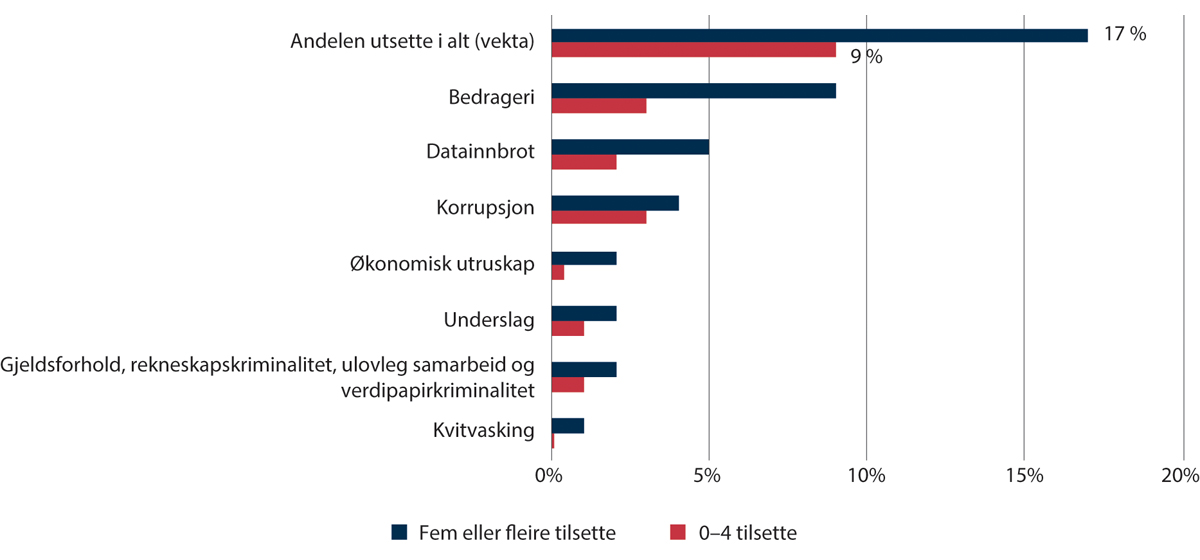 Andelen utsette i alt (vekta)
17 %
9 %
Bedrageri
Datainnbrot
Korrupsjon
Økonomisk utruskap
Underslag
Gjeldsforhold, rekneskapskriminalitet, ulovleg samarbeid og
verdipapirkriminalitet
Kvitvasking
0% 5% 10% 15% 20%
Fem eller fleire tilsette 0–4 tilsette